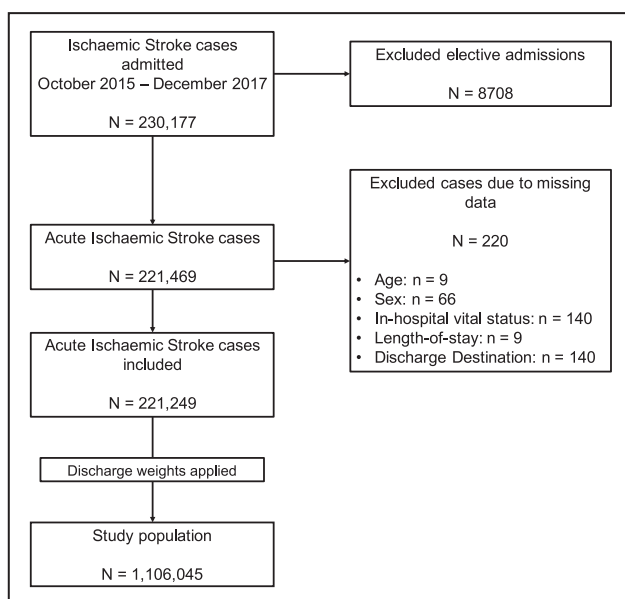 Ischaemic Stroke cases
admitted
October 2015 – December 2017
N = 230,177
Excluded elective admissions
N = 8708
Acute Ischaemic Stroke cases
N = 221,469
Excluded cases due to missing
data
N = 220
• Age: n = 9
• Sex: n = 66
• In-hospital vital status: n = 140
• Length-of-stay: n = 9
• Discharge Destination: n = 140
Acute Ischaemic Stroke cases
included
N = 221,249
Discharge weights applied
Study population
N = 1,106,045